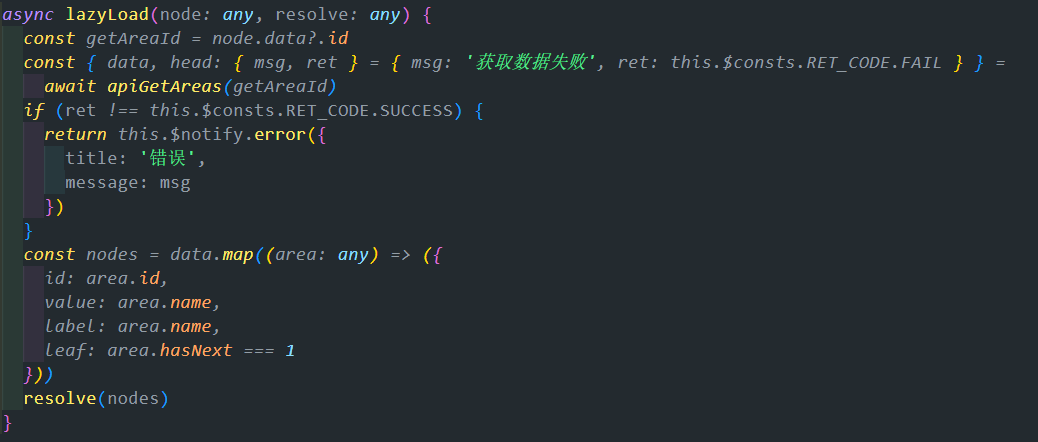 async lazyLoad(node: any, resolve: any) {
const getAreaId = node.data?.id
const { data, head: { msg, ret } = { msg: '获取数据失败', ret: this.$consts.RET_CODE.FAIL } } =
await apiGetAreas(getAreaId)
if (ret !== this.$consts.RET_CODE.SUCCESS) {
return this.$notify.error({
title: '错误',
message: msg
})
}
const nodes = data.map((area: any) => ({
id: area.id,
value: area.name,
label: area.name,
leaf: area.hasNext === 1
}))
resolve(nodes)
}